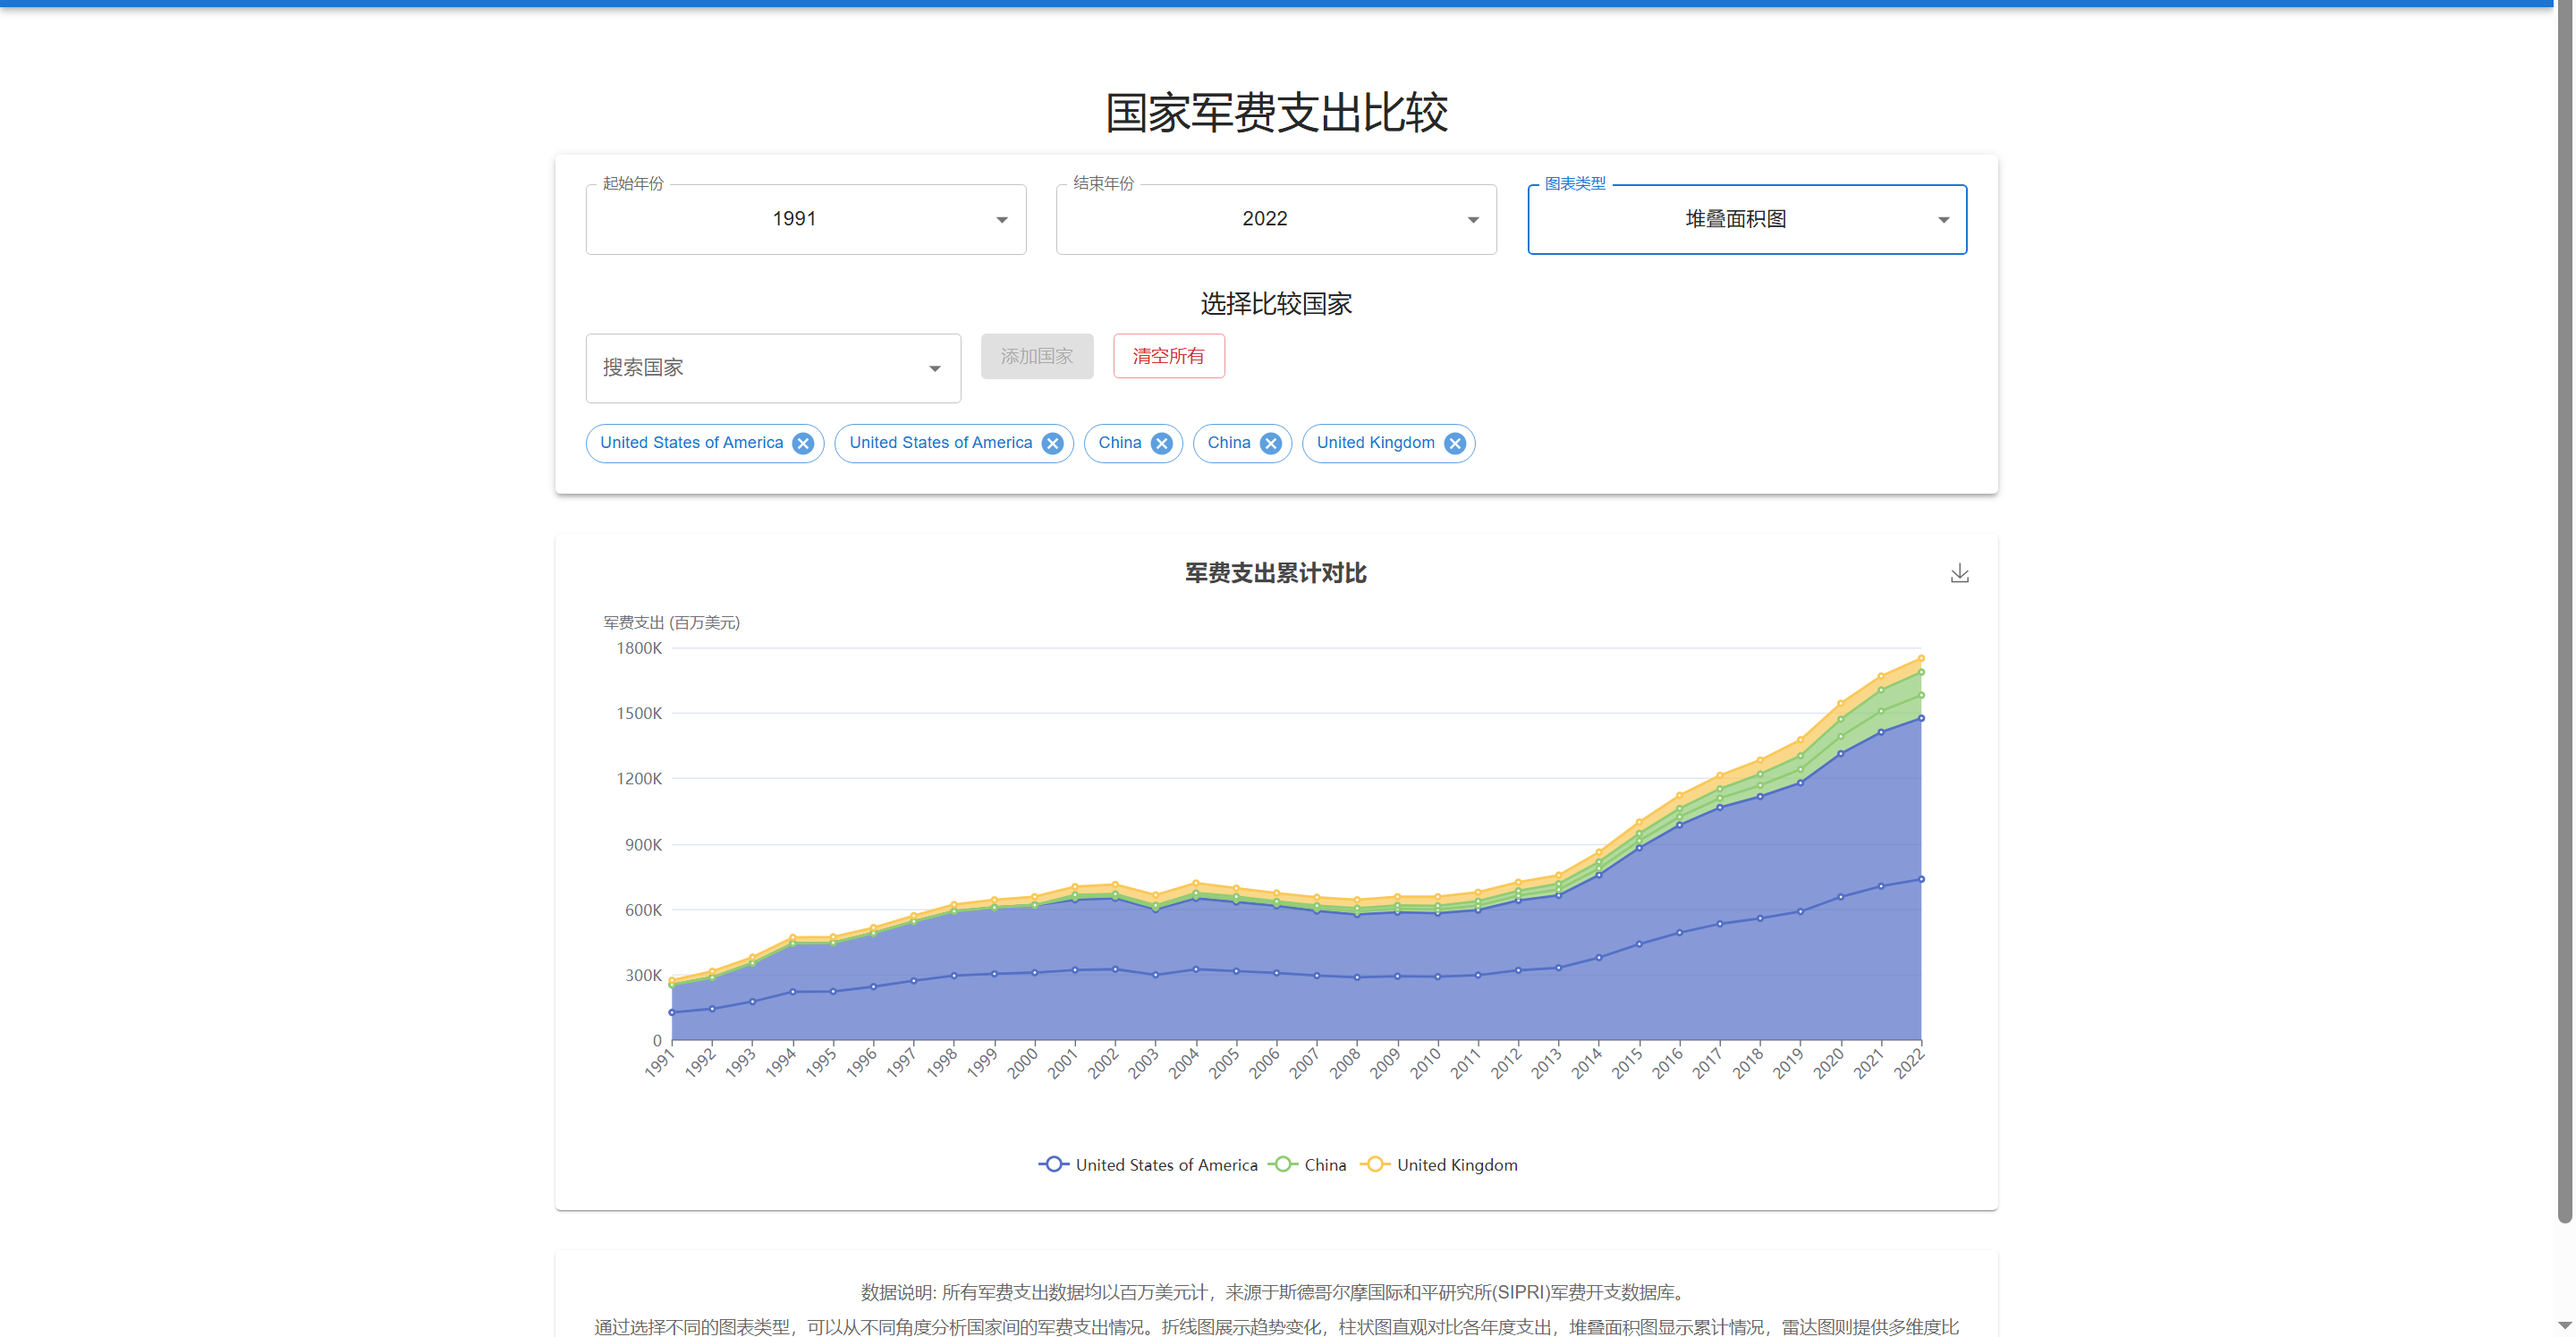 国家军费支出比较
起始年份
1991
结束年份
2022
图表类型
堆叠面积图
选择比较国家
搜索国家
添加国家
清空所有
United States of America
United States of America
China
China
United Kingdom
军费支出累计对比
军费支出 (百万美元)
1800K
1500K
1200K
900K
600K
300K
0
1991 1992 1993 1994 1995 1996 1997 1998 1999 2000 2001 2002 2003 2004 2005 2006 2007 2008 2009 2010 2011 2012 2013 2014 2015 2016 2017 2018 2019 2020 2021 2022
United States of America China United Kingdom
数据说明: 所有军费支出数据均以百万美元计，来源于斯德哥尔摩国际和平研究所(SIPRI)军费开支数据库。
通过选择不同的图表类型，可以从不同角度分析国家间的军费支出情况。折线图展示趋势变化，柱状图直观对比各年度支出，堆叠面积图显示累计情况，雷达图则提供多维度比